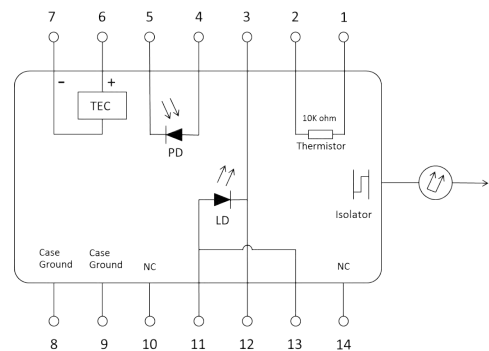 7 6 5 4 3 2 1
- +
TEC
10K ohm
Thermistor
PD
LD
Isolator
Case
Ground
Case
Ground
NC
NC
8 9 10 11 12 13 14